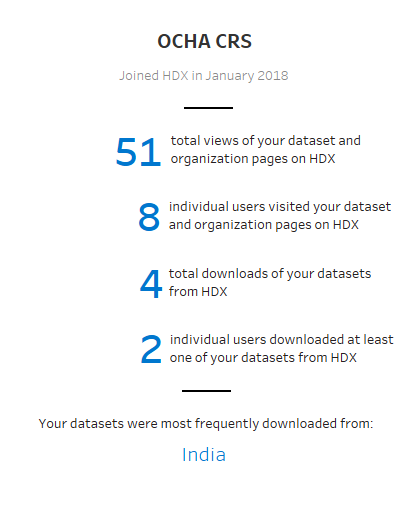 OCHA CRS
Joined HDX in January 2018
51
total views of your dataset and
organization pages on HDX
8
individual users visited your dataset
and organization pages on HDX
4
total downloads of your datasets
from HDX
2
individual users downloaded at least
one of your datasets from HDX
Your datasets were most frequently downloaded from:
India